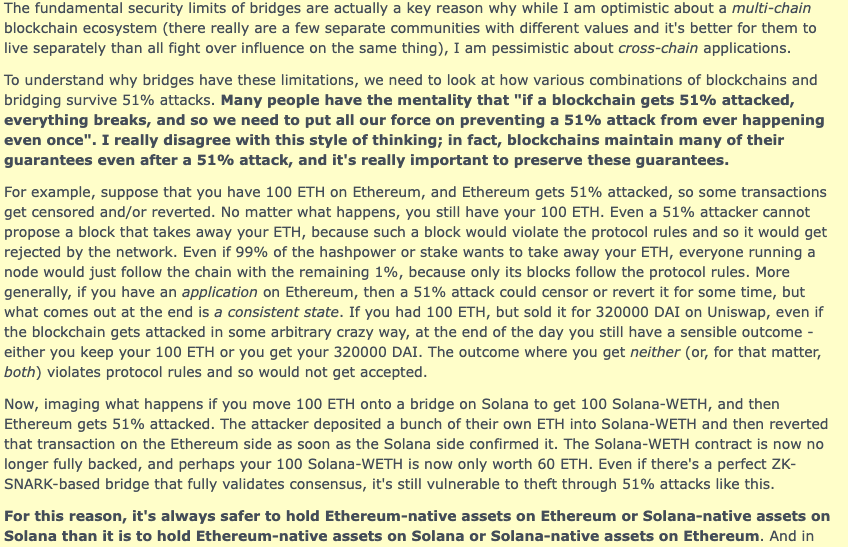 The fundamental security limits of bridges are actually a key reason why while I am optimistic about a multi-chain
blockchain ecosystem (there really are a few separate communities with different values and it's better for them to
live separately than all fight over influence on the same thing), I am pessimistic about cross-chain applications.
To understand why bridges have these limitations, we need to look at how various combinations of blockchains and
bridging survive 51% attacks. Many people have the mentality that "if a blockchain gets 51% attacked,
everything breaks, and so we need to put all our force on preventing a 51% attack from ever happening
even once". I really disagree with this style of thinking; in fact, blockchains maintain many of their
guarantees even after a 51% attack, and it's really important to preserve these guarantees.
For example, suppose that you have 100 ETH on Ethereum, and Ethereum gets 51% attacked, so some transactions
get censored and/or reverted. No matter what happens, you still have your 100 ETH. Even a 51% attacker cannot
propose a block that takes away your ETH, because such a block would violate the protocol rules and so it would get
rejected by the network. Even if 99% of the hashpower or stake wants to take away your ETH, everyone running a
node would just follow the chain with the remaining 1%, because only its blocks follow the protocol rules. More
generally, if you have an application on Ethereum, then a 51% attack could censor or revert it for some time, but
what comes out at the end is a consistent state. If you had 100 ETH, but sold it for 320000 DAI on Uniswap, even if
the blockchain gets attacked in some arbitrary crazy way, at the end of the day you still have a sensible outcome -
either you keep your 100 ETH or you get your 320000 DAI. The outcome where you get neither (or, for that matter,
both) violates protocol rules and so would not get accepted.
Now, imaging what happens if you move 100 ETH onto a bridge on Solana to get 100 Solana-WETH, and then
Ethereum gets 51% attacked. The attacker deposited a bunch of their own ETH into Solana-WETH and then reverted
that transaction on the Ethereum side as soon as the Solana side confirmed it. The Solana-WETH contract is now no
longer fully backed, and perhaps your 100 Solana-WETH is now only worth 60 ETH. Even if there's a perfect ZK-
SNARK-based bridge that fully validates consensus, it's still vulnerable to theft through 51% attacks like this.
For this reason, it's always safer to hold Ethereum-native assets on Ethereum or Solana-native assets on
Solana than it is to hold Ethereum-native assets on Solana or Solana-native assets on Ethereum. And in